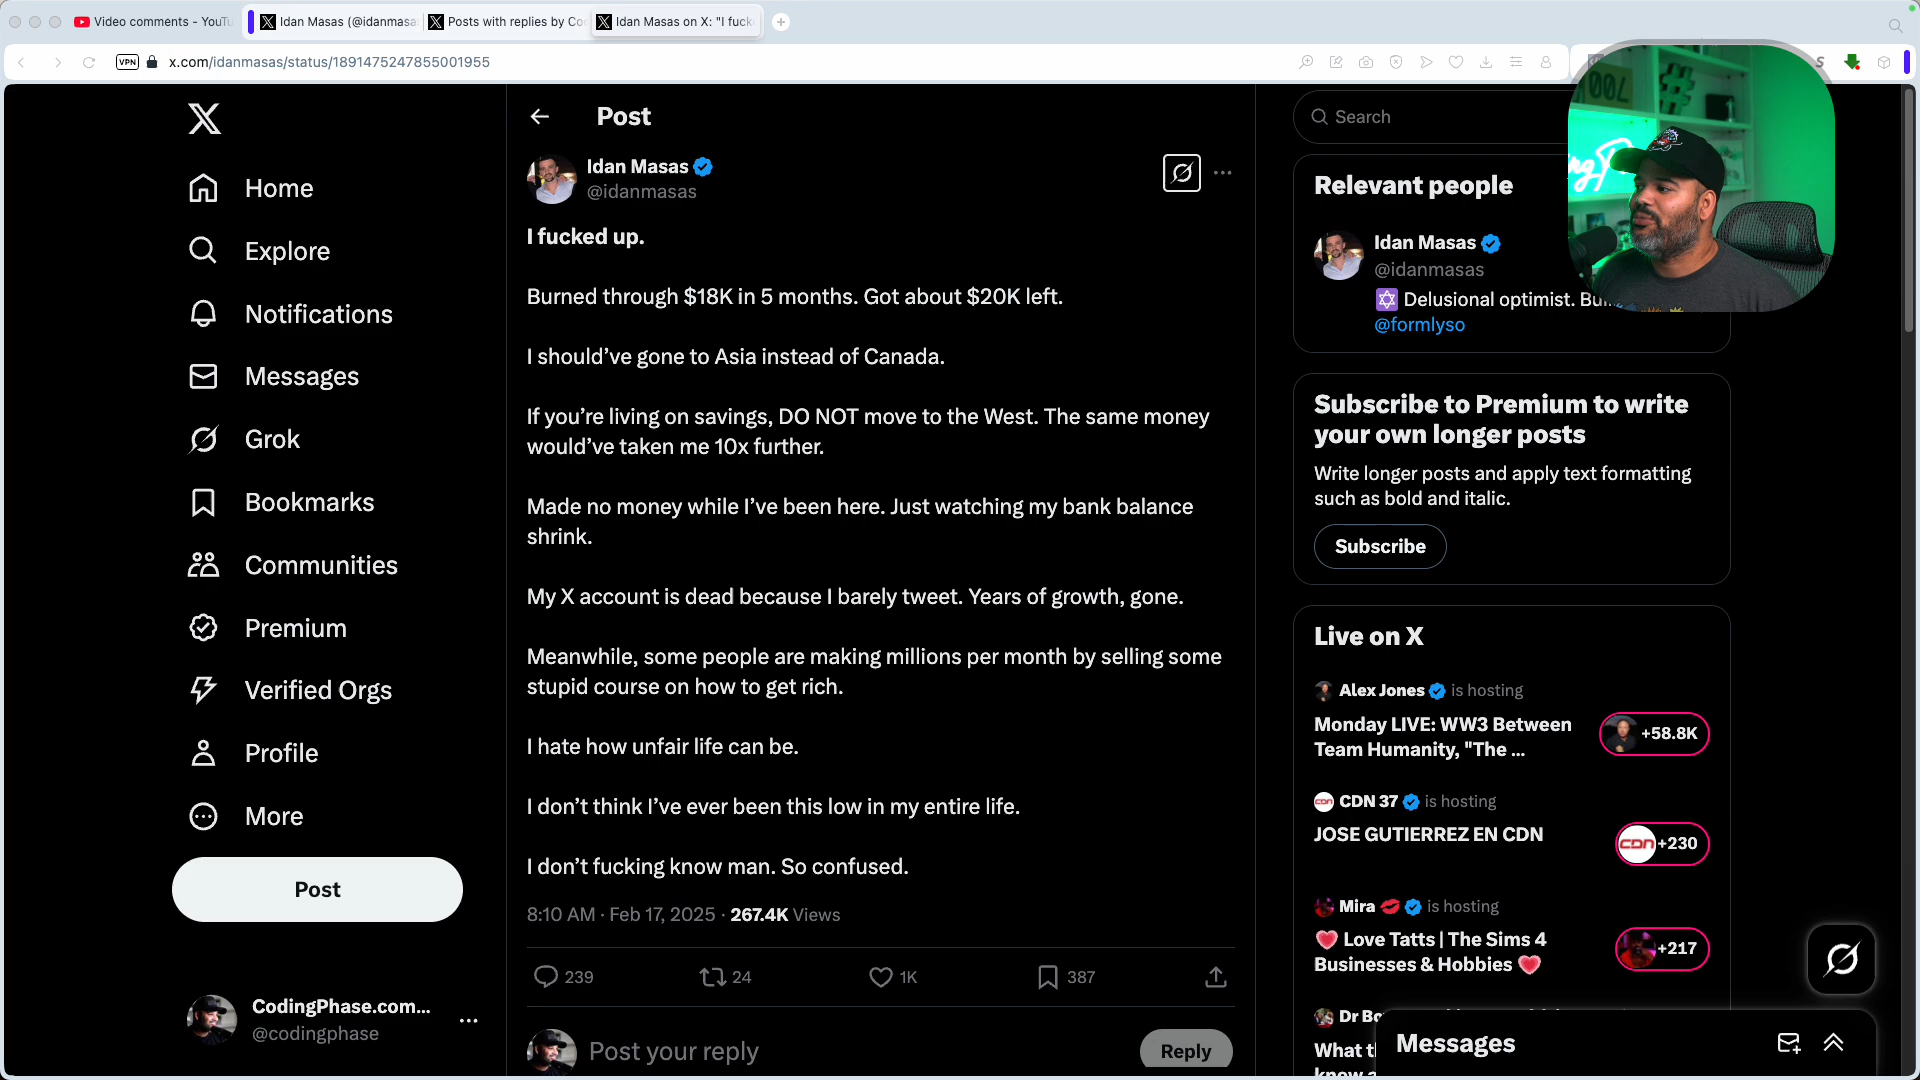 Video comments - YouTu
Idan Masas (@idanmasa
Posts with replies by Co
Idan Masas on X: "I fuck
VPN
x.com/idanmasas/status/1891475247855001955
Home
Explore
Notifications
Messages
Grok
Bookmarks
Communities
Premium
Verified Orgs
Profile
More
Post
CodingPhase.com...
@codingphase
Post
Idan Masas
@idanmasas
I fucked up.
Burned through $18K in 5 months. Got about $20K left.
I should've gone to Asia instead of Canada.
If you're living on savings, DO NOT move to the West. The same money
would've taken me 10x further.
Made no money while I've been here. Just watching my bank balance
shrink.
My X account is dead because I barely tweet. Years of growth, gone.
Meanwhile, some people are making millions per month by selling some
stupid course on how to get rich.
I hate how unfair life can be.
I don't think I've ever been this low in my entire life.
I don't fucking know man. So confused.
8:10 AM · Feb 17, 2025 · 267.4K Views
239
24
1K
387
Post your reply
Reply
Search
Relevant people
Idan Masas
@idanmasas
Delusional optimist.
@formlyso
Subscribe to Premium to write
your own longer posts
Write longer posts and apply text formatting
such as bold and italic.
Subscribe
Live on X
Alex Jones is hosting
Monday LIVE: WW3 Between
Team Humanity, "The ...
+58.8K
CDN 37 is hosting
JOSE GUTIERREZ EN CDN
CDN
+230
Mira is hosting
Love Tatts | The Sims 4
Businesses & Hobbies
+217
Messages